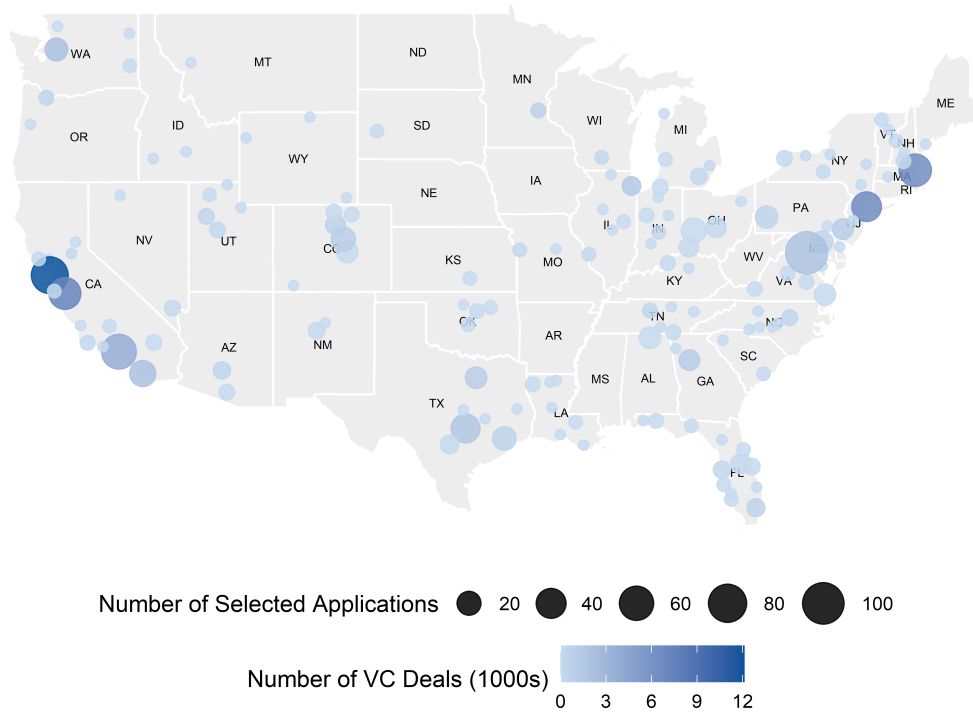 WA
MT
ND
MN
ME
OR
ID
SD
WI
MI
VT
NH
WY
NY
MA
RI
IA
NE
PA
NJ
NV
UT
CO
IL
IN
OH
MD
WV
CA
KS
MO
KY
VA
OK
TN
NC
AZ
NM
AR
SC
MS
AL
GA
TX
LA
FL
Number of Selected Applications 20 40 60 80 100
Number of VC Deals (1000s)
0 3 6 9 12